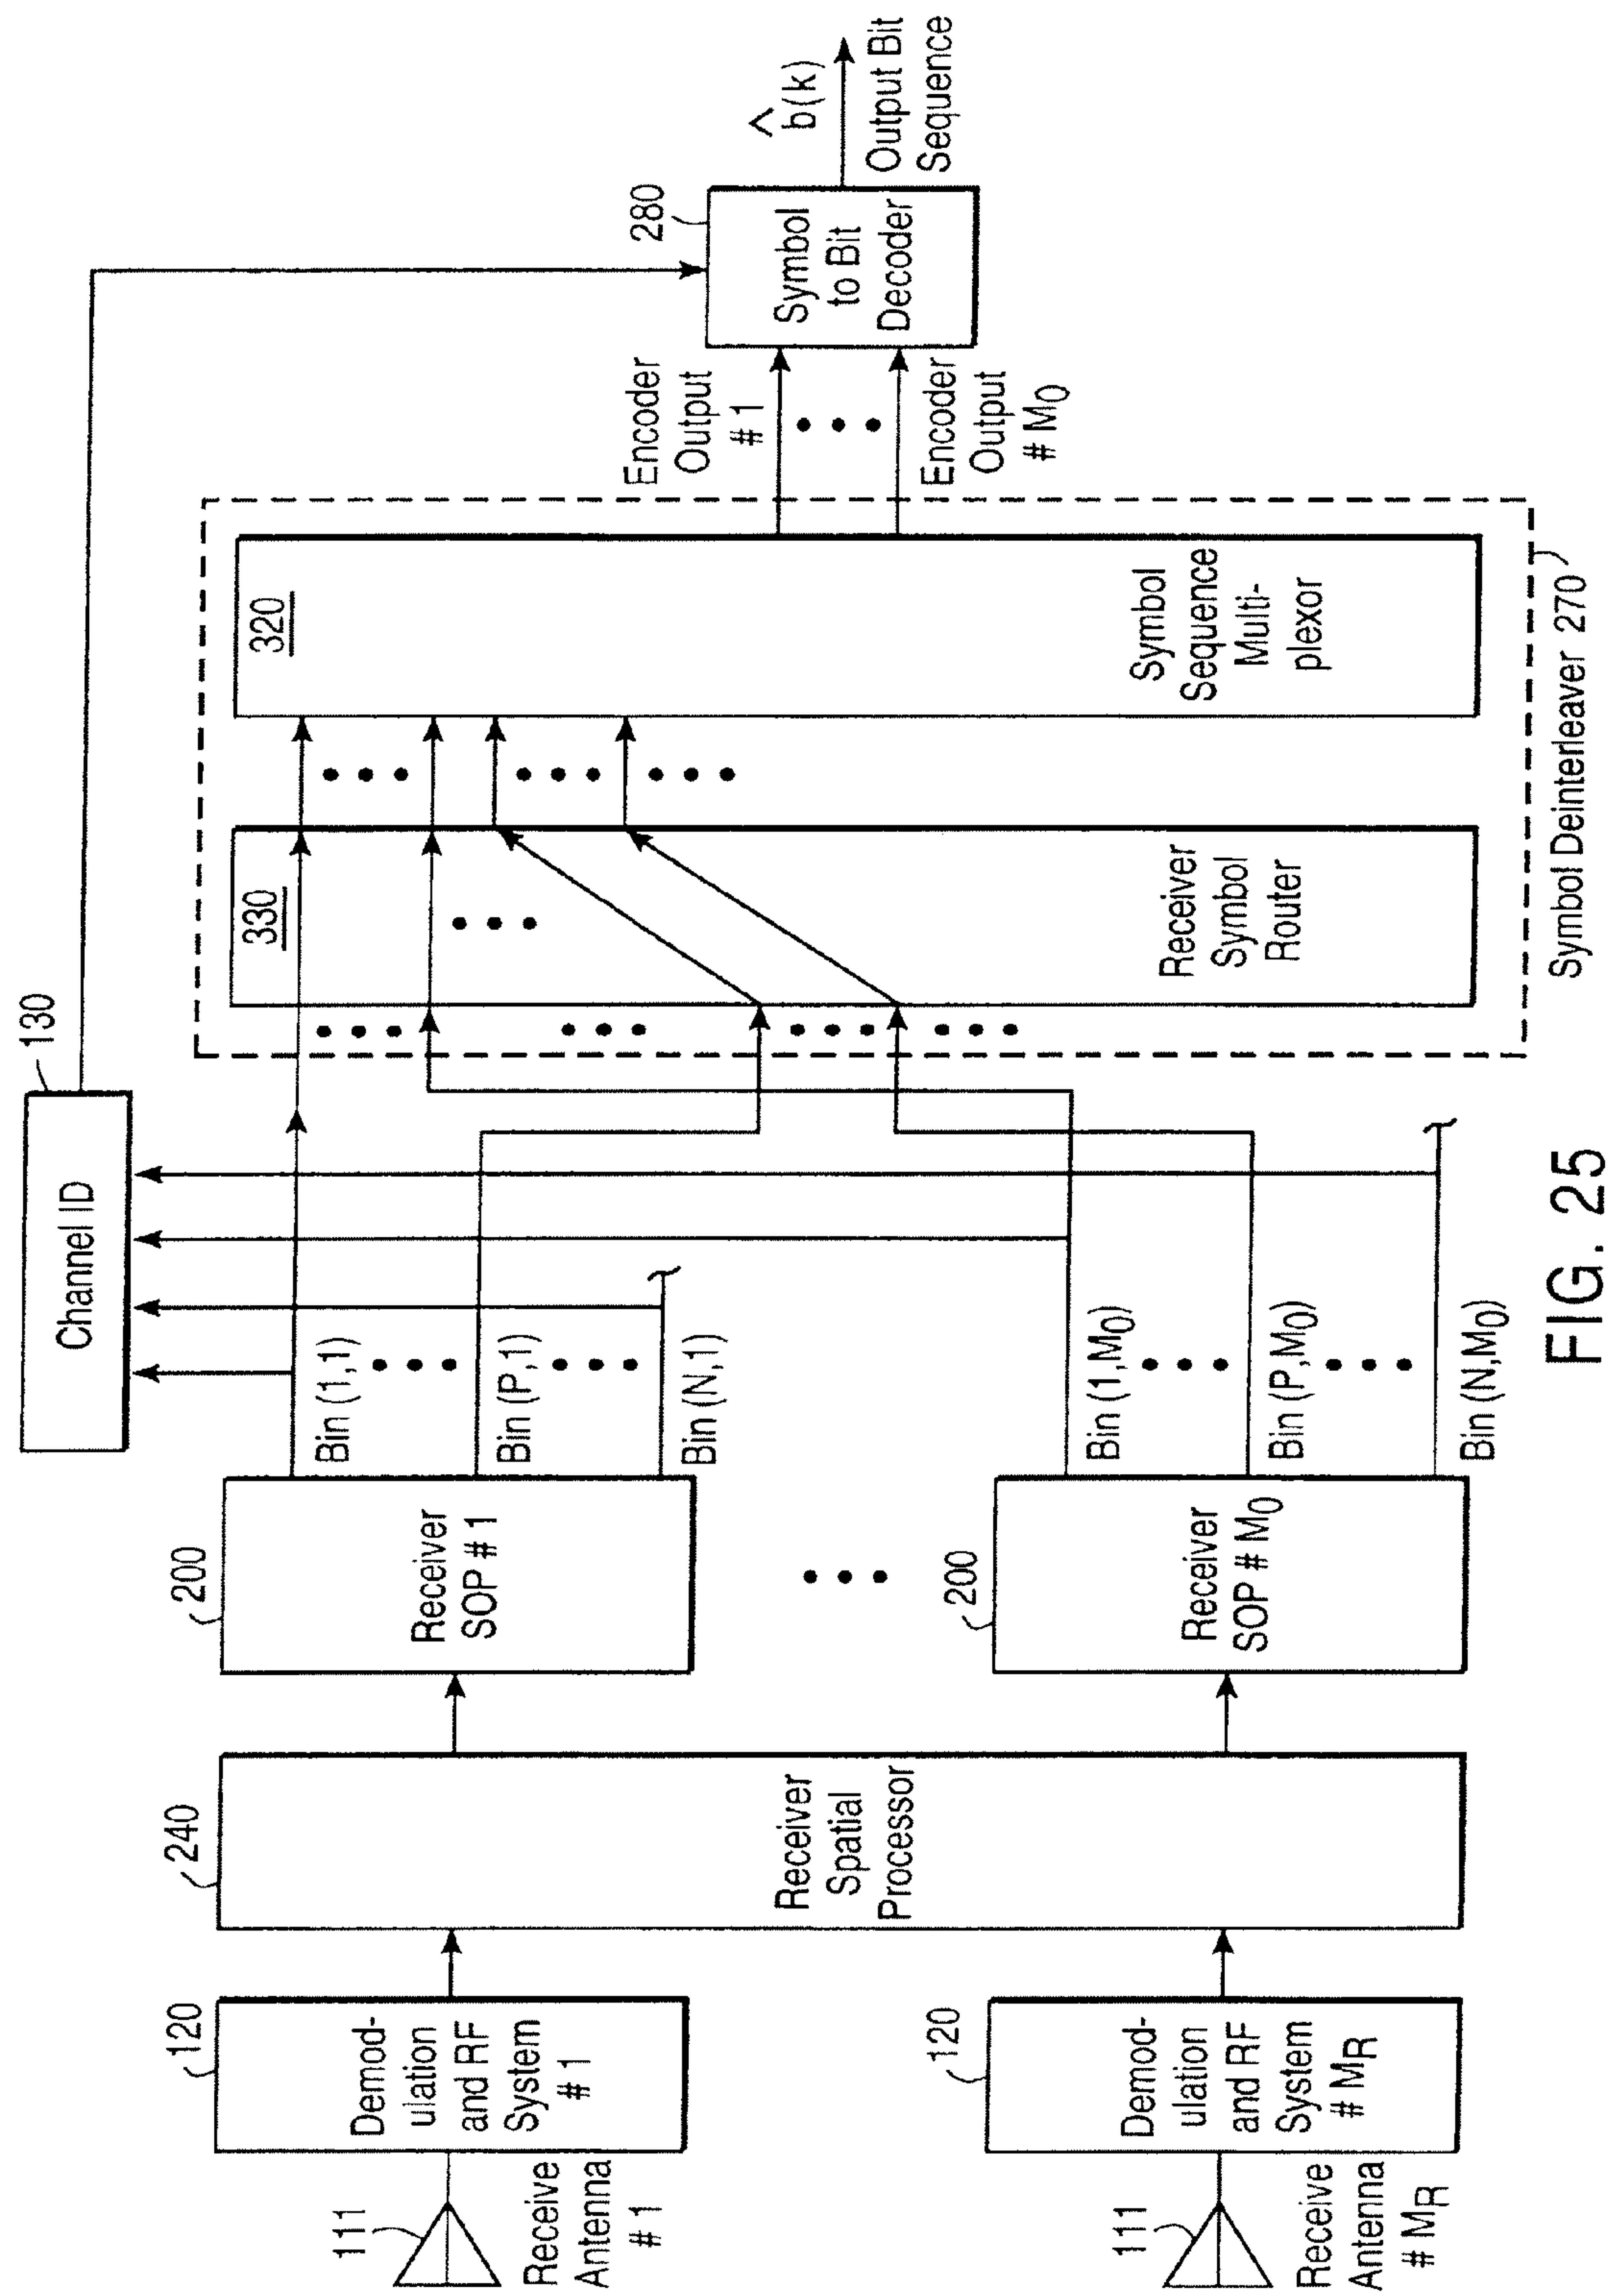 130
Channel ID
111
Receive
Antenna
# 1
120
Demod-
ulation
and RF
System
# 1
240
Receiver
Spatial
Processor
200
Receiver
SOP # 1
Bin (1,1)
Bin (P,1)
Bin (N,1)
330
Receiver
Symbol
Router
320
Symbol
Sequence
Multi-
plexor
Encoder
Output
# 1
Encoder
Output
# M0
280
Symbol
to Bit
Decoder
^
b(k)
Output Bit
Sequence
111
Receive
Antenna
# MR
120
Demod-
ulation
and RF
System
# MR
200
Receiver
SOP # M0
Bin (1,M0)
Bin (P,M0)
Bin (N,M0)
Symbol Deinterleaver 270
FIG. 25